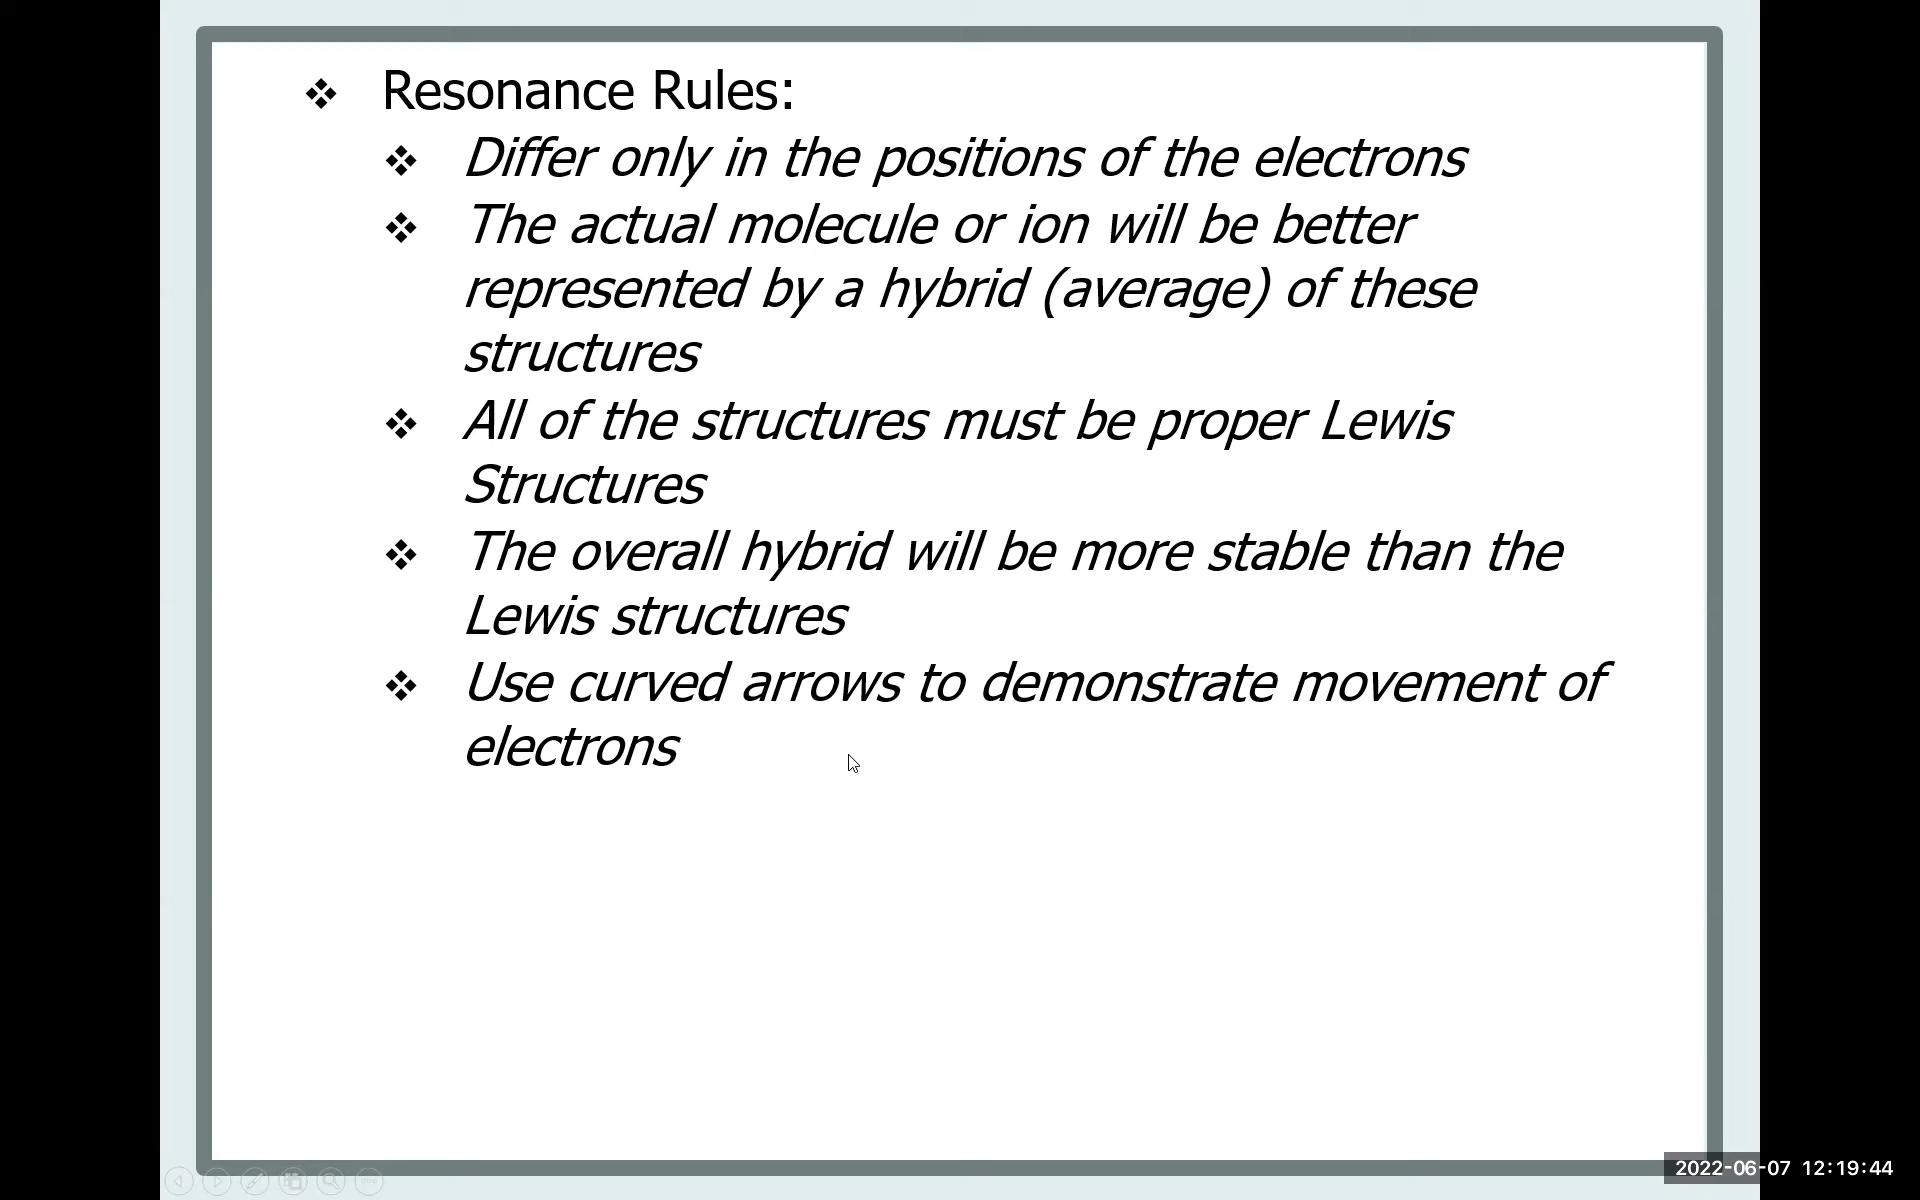 Resonance Rules:
Differ only in the positions of the electrons
The actual molecule or ion will be better
represented by a hybrid (average) of these
structures
All of the structures must be proper Lewis
Structures
The overall hybrid will be more stable than the
Lewis structures
Use curved arrows to demonstrate movement of
electrons
2022-06-07 12:19:44